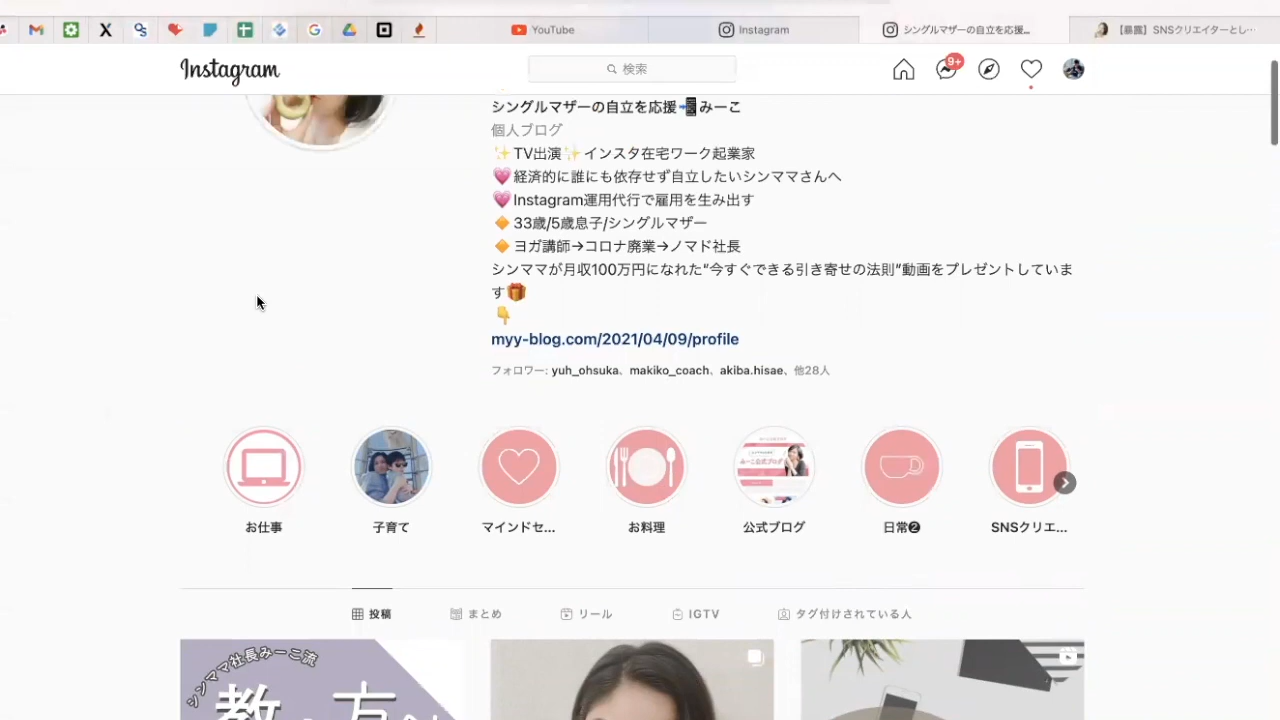 YouTube
Instagram
シングルマザーの自立を応援…
【暴露】SNSクリエイターとし…
Instagram
検索
9+
シングルマザーの自立を応援📲みーこ
個人ブログ
✨TV出演✨インスタ在宅ワーク起業家
💗経済的に誰にも依存せず自立したいシンママさんへ
💗Instagram運用代行で雇用を生み出す
🔶33歳/5歳息子/シングルマザー
🔶ヨガ講師→コロナ廃業→ノマド社長
シンママが月収100万円になれた“今すぐできる引き寄せの法則”動画をプレゼントしていま
す🎁
👇
myy-blog.com/2021/04/09/profile
フォロワー: yuh_ohsuka、makiko_coach、akiba.hisae、他28人
お仕事
子育て
マインドセ...
お料理
公式ブログ
日常❷
SNSクリエ...
投稿
まとめ
リール
IGTV
タグ付けされている人
シンママ社長みーこ流